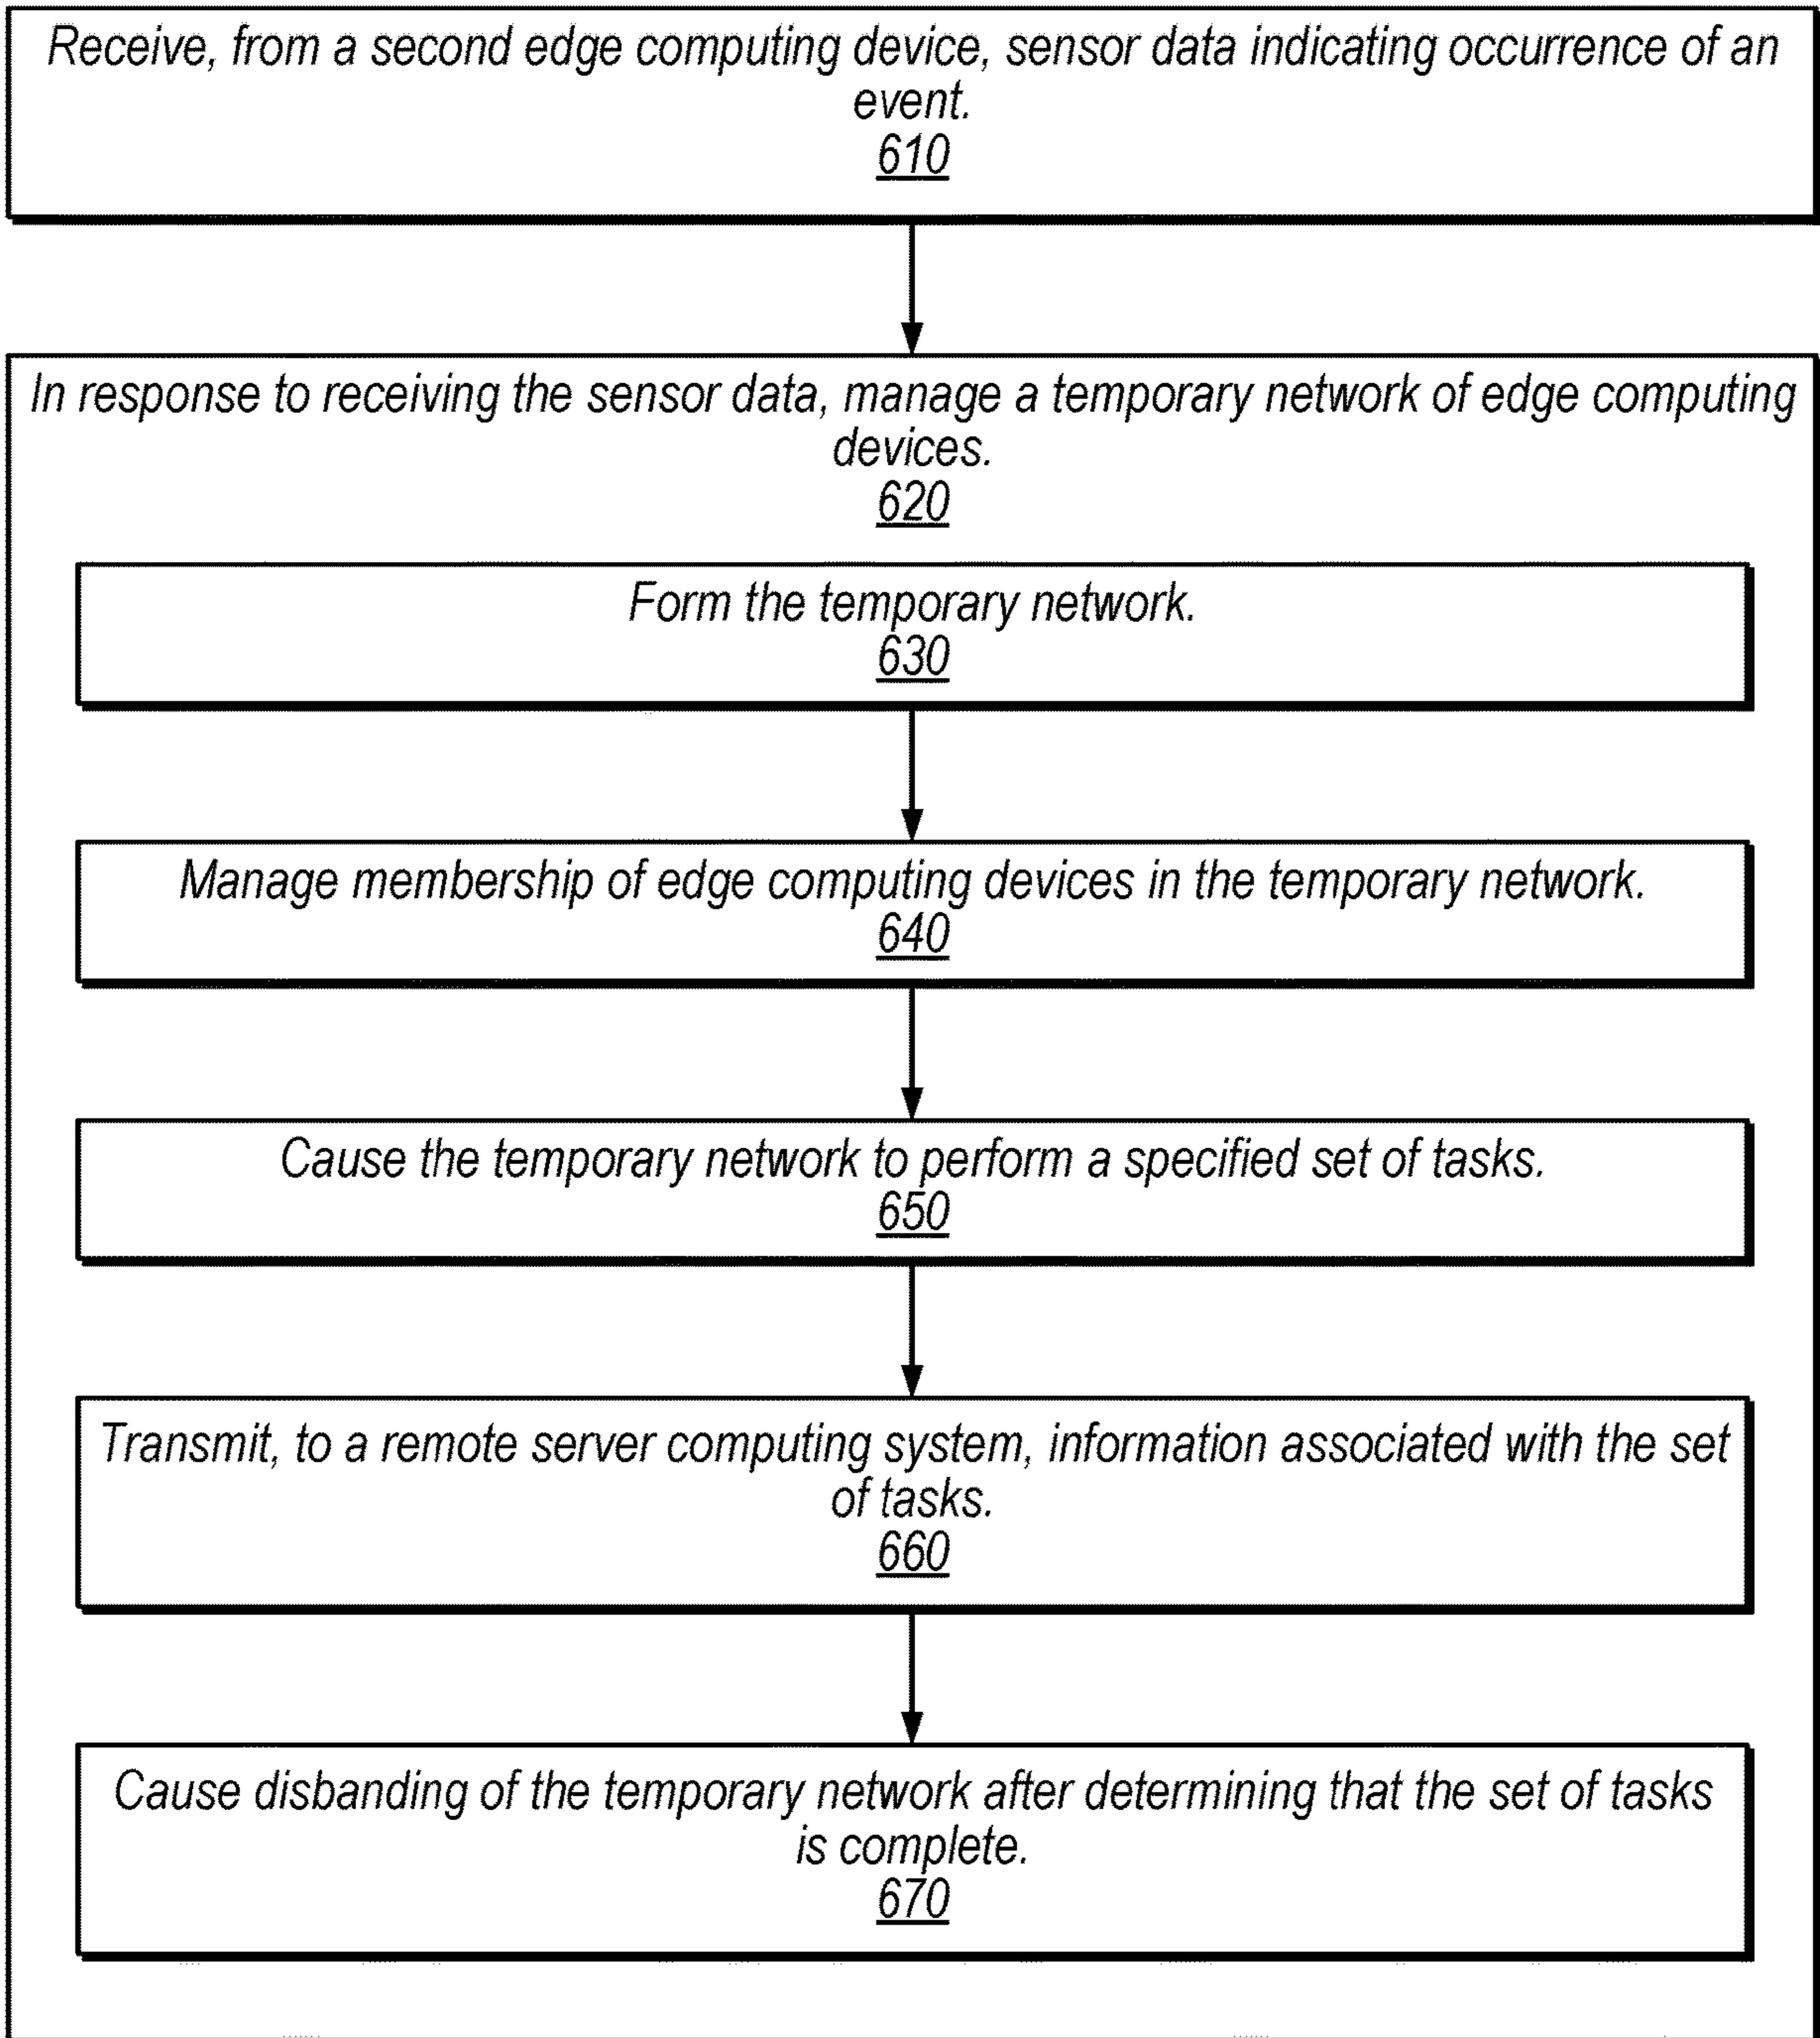 Receive, from a second edge computing device, sensor data indicating occurrence of an
event.
610
In response to receiving the sensor data, manage a temporary network of edge computing
devices.
620
Form the temporary network.
630
Manage membership of edge computing devices in the temporary network.
640
Cause the temporary network to perform a specified set of tasks.
650
Transmit, to a remote server computing system, information associated with the set
of tasks.
660
Cause disbanding of the temporary network after determining that the set of tasks
is complete.
670